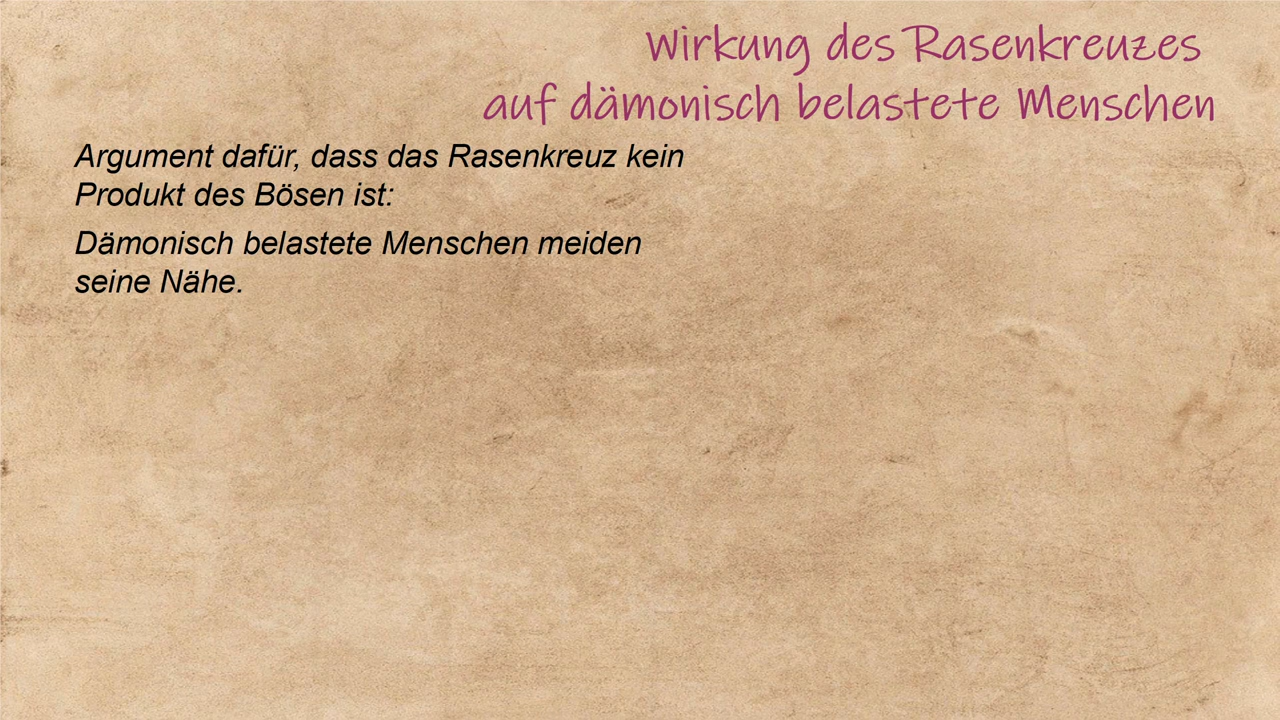 Wirkung des Rasenkreuzes
auf dämonisch belastete Menschen
Argument dafür, dass das Rasenkreuz kein
Produkt des Bösen ist:
Dämonisch belastete Menschen meiden
seine Nähe.